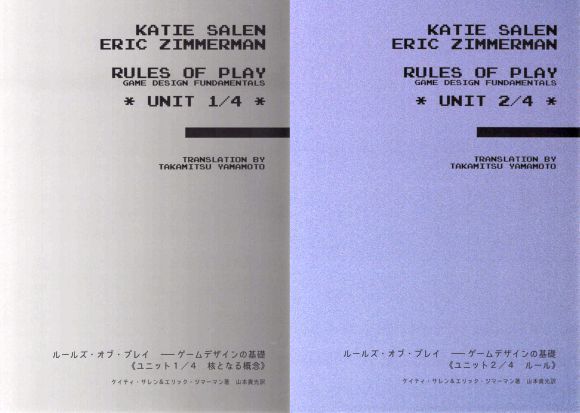 KATIE SALEN
ERIC ZIMMERMAN
RULES OF PLAY
GAME DESIGN FUNDAMENTALS
* UNIT 1/4 *
TRANSLATION BY
TAKAMITSU YAMAMOTO
ルールズ・オブ・プレイ ──ゲームデザインの基礎
《ユニット1/4 核となる概念》
ケイティ・サレン&エリック・ジマーマン著 山本貴光訳
KATIE SALEN
ERIC ZIMMERMAN
RULES OF PLAY
GAME DESIGN FUNDAMENTALS
* UNIT 2/4 *
TRANSLATION BY
TAKAMITSU YAMAMOTO
ルールズ・オブ・プレイ ──ゲームデザインの基礎
《ユニット2/4 ルール》
ケイティ・サレン&エリック・ジマーマン著 山本貴光訳